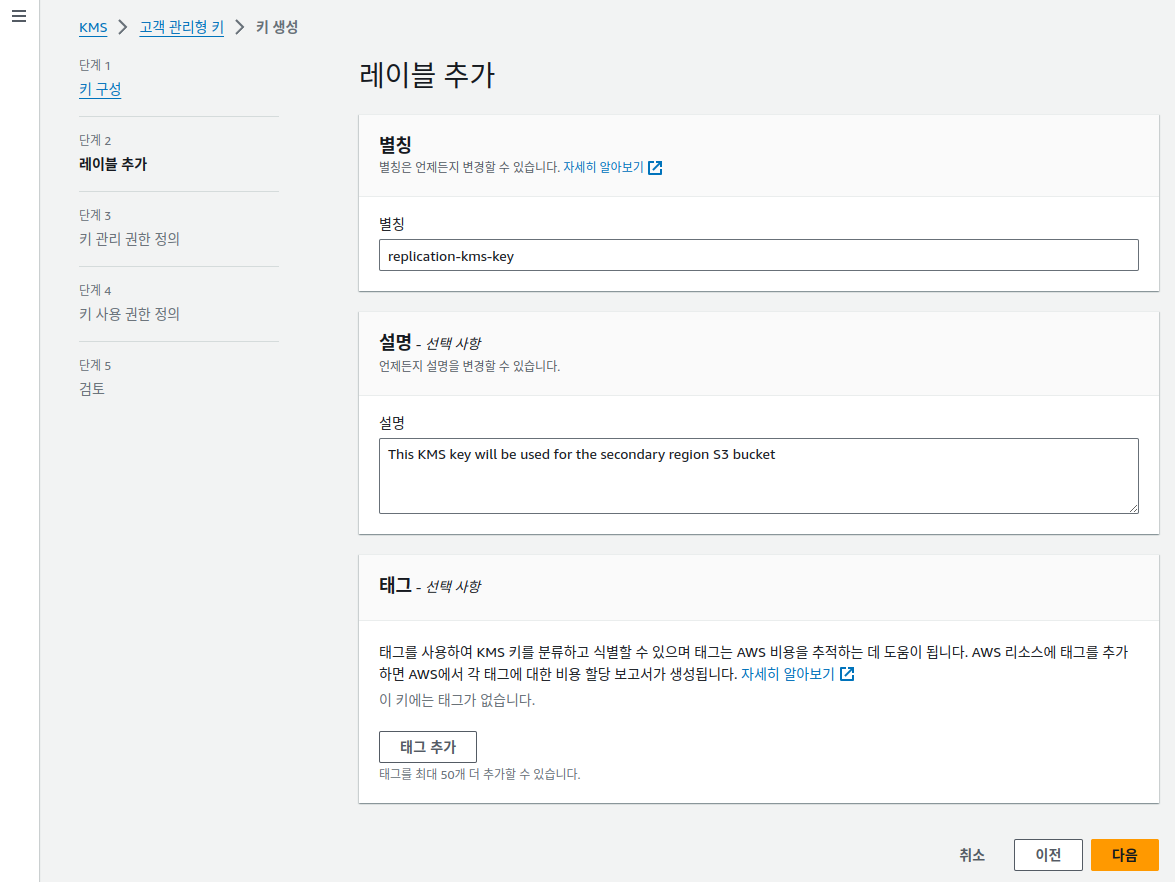 KMS > 고객 관리형 키 > 키 생성
단계 1
키 구성
단계 2
레이블 추가
단계 3
키 관리 권한 정의
단계 4
키 사용 권한 정의
단계 5
검토
레이블 추가
별칭
별칭은 언제든지 변경할 수 있습니다. 자세히 알아보기
별칭
replication-kms-key
설명 - 선택 사항
언제든지 설명을 변경할 수 있습니다.
설명
This KMS key will be used for the secondary region S3 bucket
태그 - 선택 사항
태그를 사용하여 KMS 키를 분류하고 식별할 수 있으며 태그는 AWS 비용을 추적하는 데 도움이 됩니다. AWS 리소스에 태그를 추가
하면 AWS에서 각 태그에 대한 비용 할당 보고서가 생성됩니다. 자세히 알아보기
이 키에는 태그가 없습니다.
태그 추가
태그를 최대 50개 더 추가할 수 있습니다.
취소 이전 다음